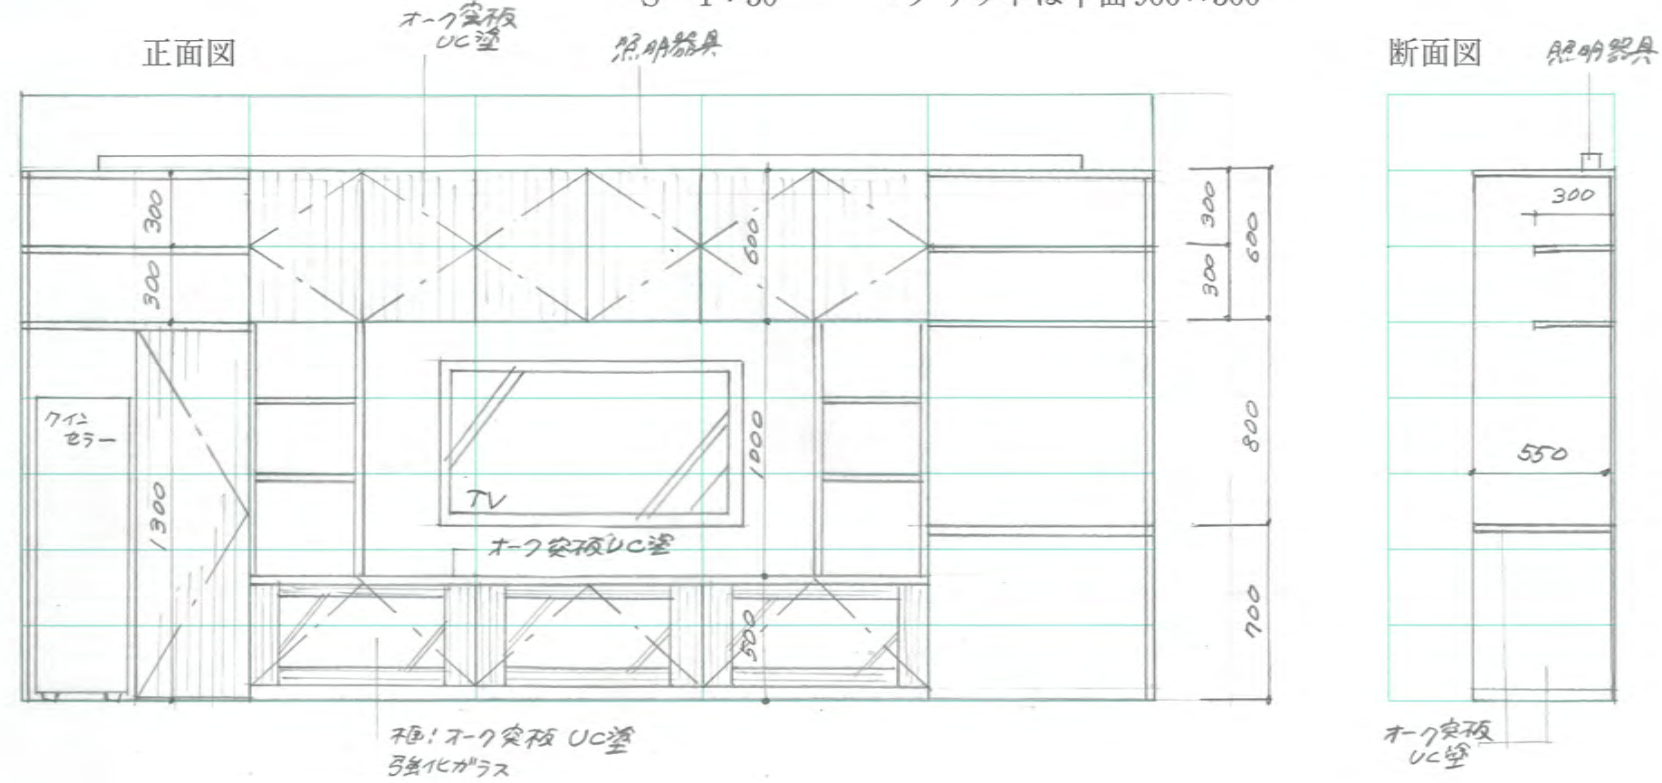 オーク突板
UC塗
照明器具
正面図
断面図
照明器具
300
300
1300
600
300
300
600
800
700
300
550
ワイン
セラー
TV
1000
オーク突板UC塗
500
框:オーク突板 UC塗
強化ガラス
オーク突板
UC塗